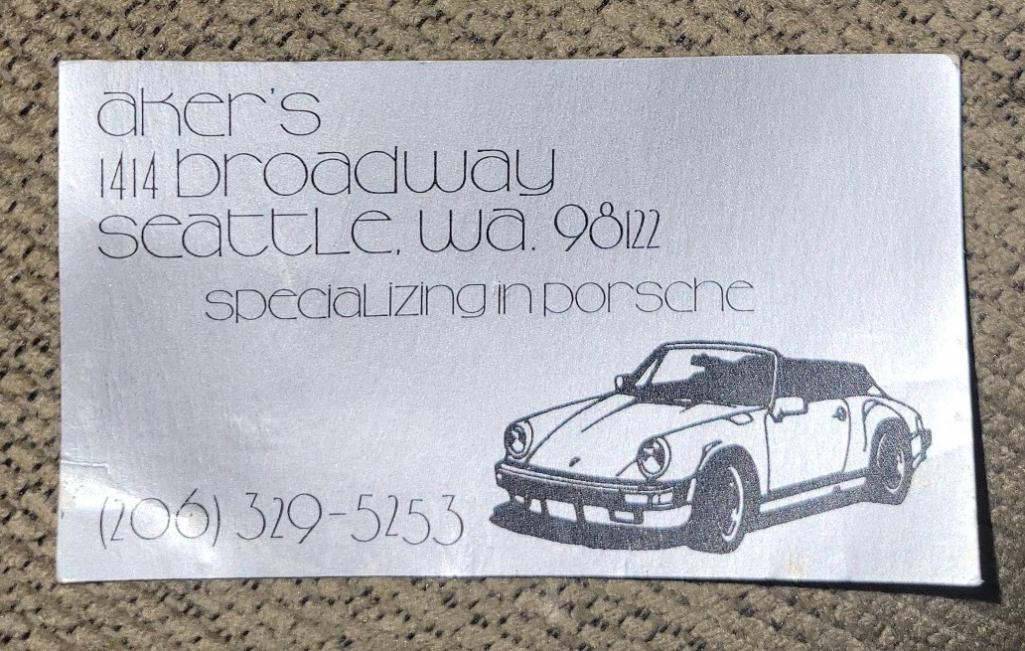 aker's
1414 broadway
seattLe, wa. 98122
speciaLizing in porsche
(206) 329-5253